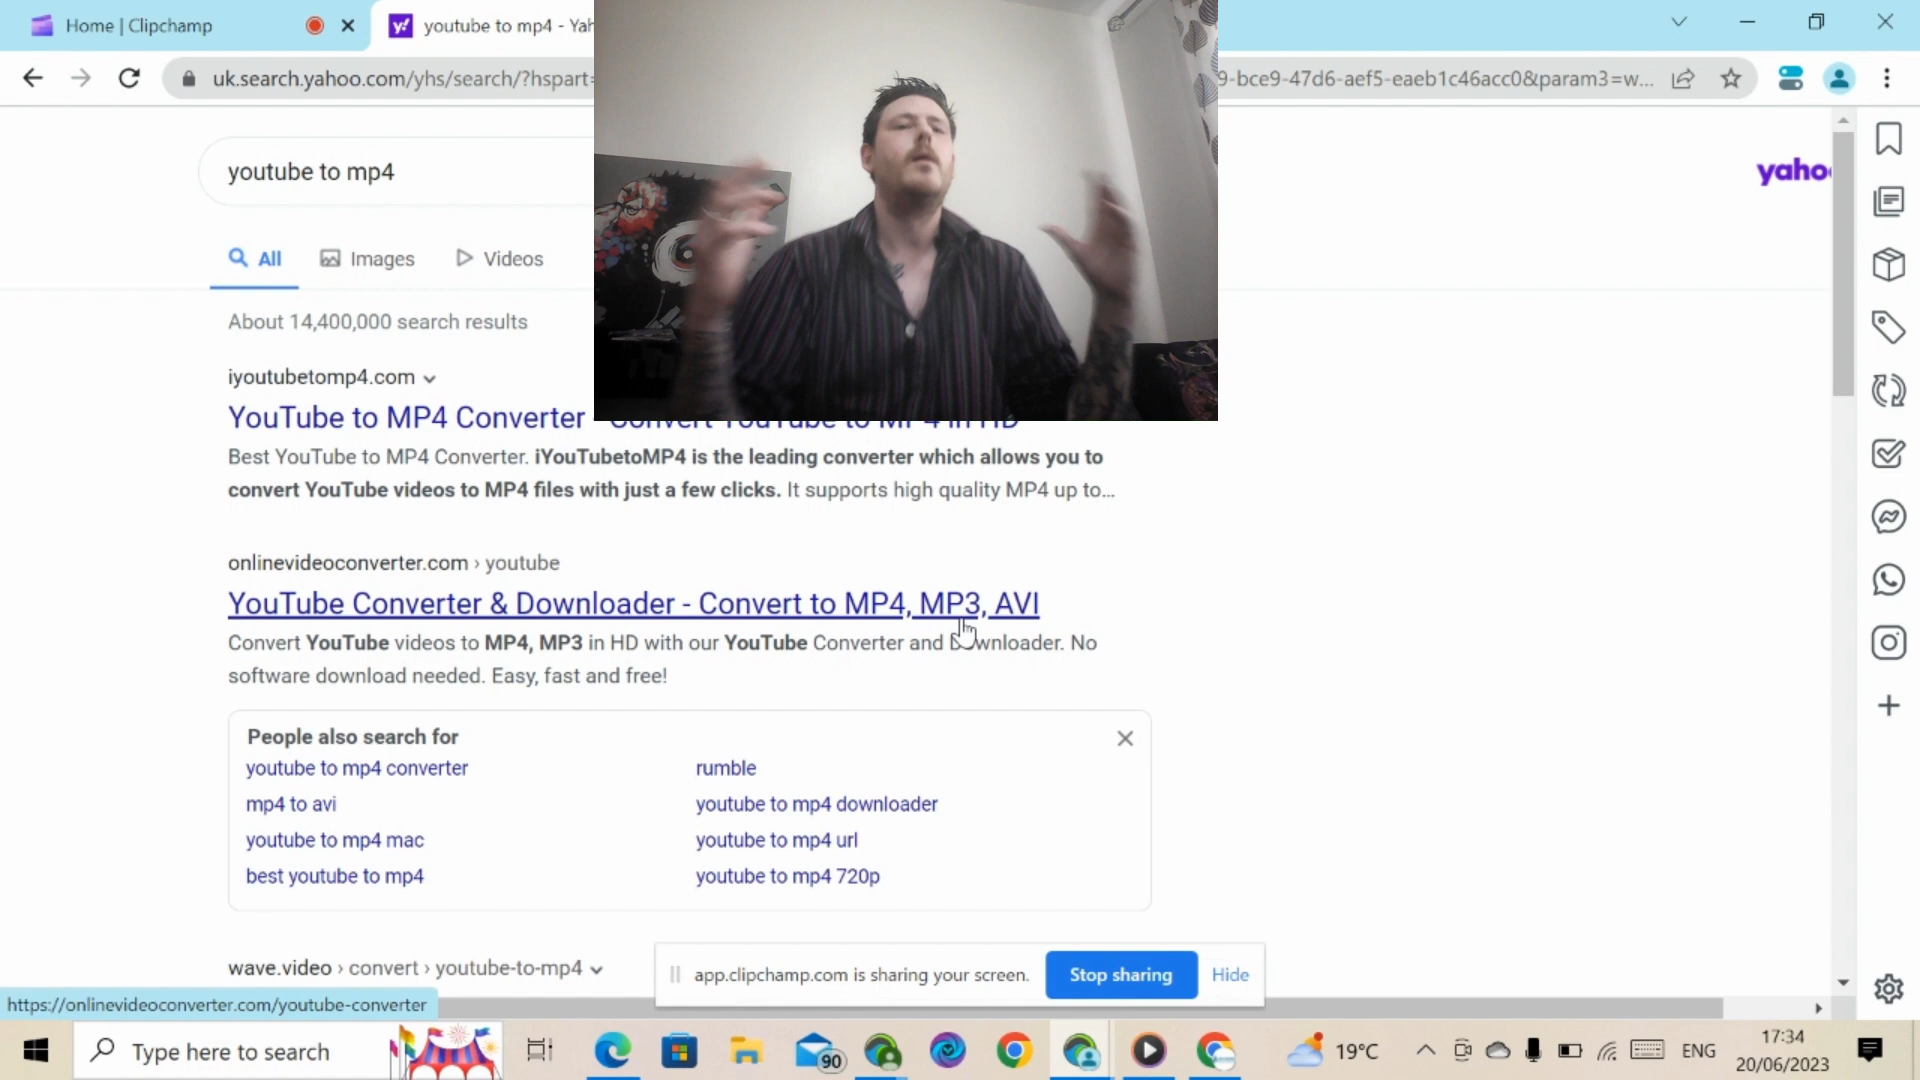 Home | Clipchamp
youtube to mp4 - Yah
uk.search.yahoo.com/yhs/search/?hspart=
9-bce9-47d6-aef5-eaeb1c46acc0&param3=w...
youtube to mp4
yaho
All
Images
Videos
About 14,400,000 search results
iyoutubetomp4.com
YouTube to MP4 Converter - Convert YouTube to MP4 in HD
Best YouTube to MP4 Converter. iYouTubetoMP4 is the leading converter which allows you to
convert YouTube videos to MP4 files with just a few clicks. It supports high quality MP4 up to...
onlinevideoconverter.com › youtube
YouTube Converter & Downloader - Convert to MP4, MP3, AVI
Convert YouTube videos to MP4, MP3 in HD with our YouTube Converter and Downloader. No
software download needed. Easy, fast and free!
People also search for
youtube to mp4 converter
rumble
mp4 to avi
youtube to mp4 downloader
youtube to mp4 mac
youtube to mp4 url
best youtube to mp4
youtube to mp4 720p
wave.video › convert › youtube-to-mp4
app.clipchamp.com is sharing your screen.
Stop sharing
Hide
https://onlinevideoconverter.com/youtube-converter
Type here to search
90
19°C
ENG
17:34
20/06/2023